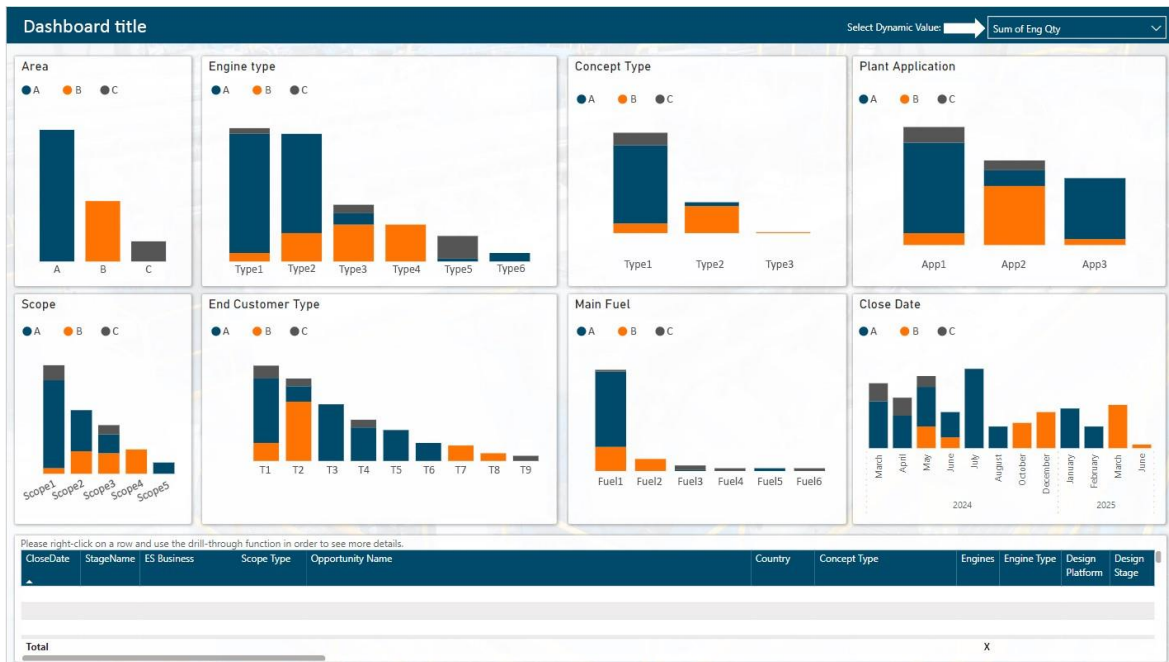 Dashboard title
Select Dynamic Value:
Sum of Eng Qty
Area
A B C
A B C
Engine type
A B C
Type1 Type2 Type3 Type4 Type5 Type6
Concept Type
A B C
Type1 Type2 Type3
Plant Application
A B C
App1 App2 App3
Scope
A B C
Scope1 Scope2 Scope3 Scope4 Scope5
End Customer Type
A B C
T1 T2 T3 T4 T5 T6 T7 T8 T9
Main Fuel
A B C
Fuel1 Fuel2 Fuel3 Fuel4 Fuel5 Fuel6
Close Date
A B C
March April May June July August October December January February March June
2024 2025
Please right-click on a row and use the drill-through function in order to see more details.
CloseDate StageName ES Business Scope Type Opportunity Name Country Concept Type Engines Engine Type Design Platform Design Stage
Total X